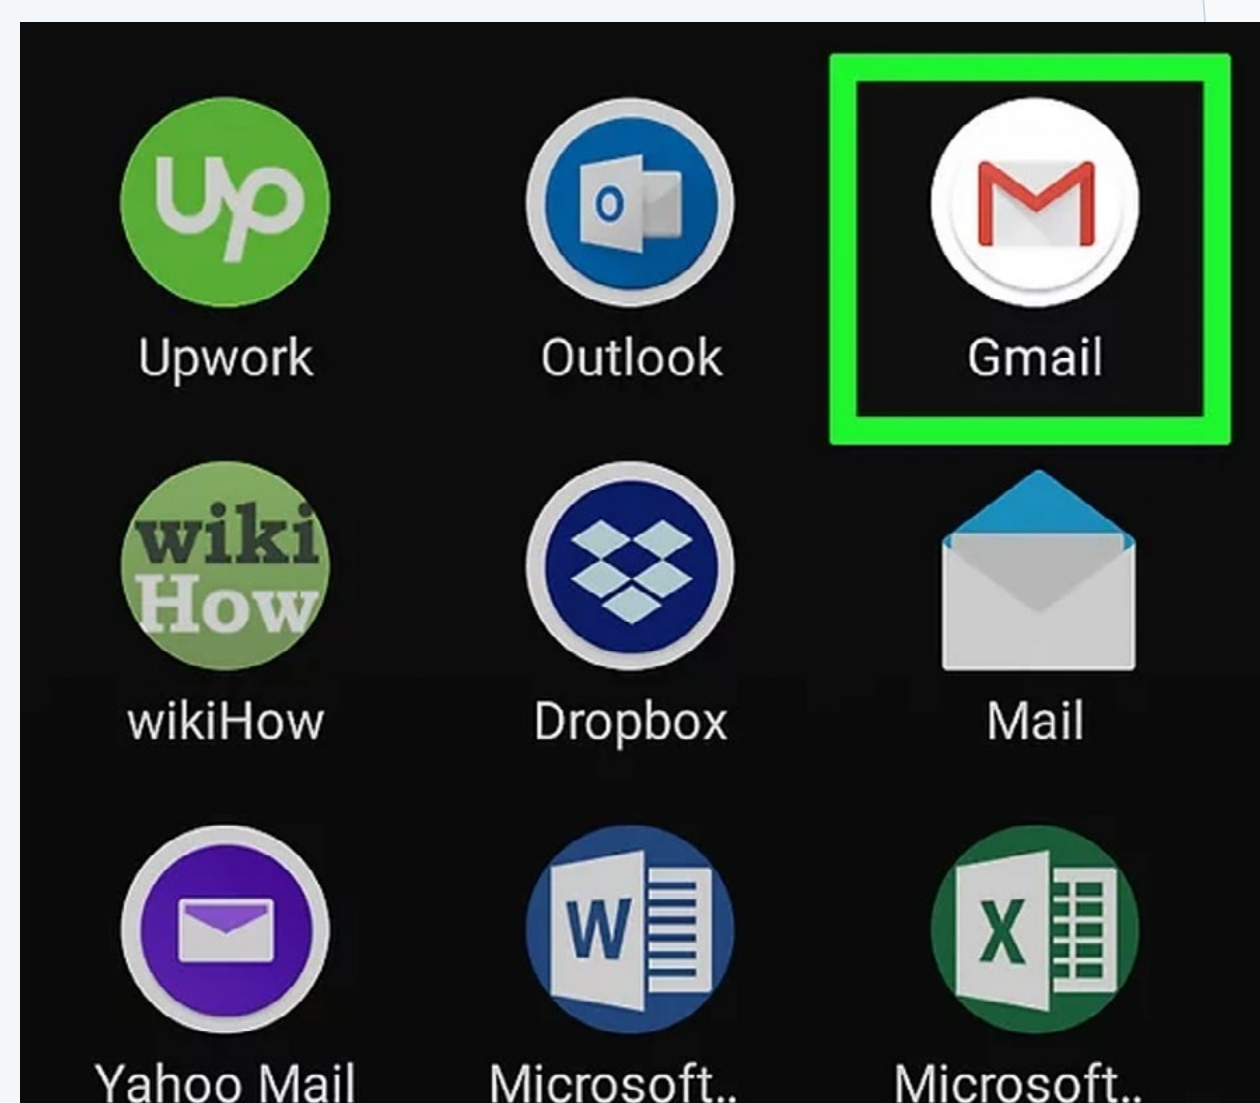 Up
Upwork
O
Outlook
M
Gmail
wiki
How
wikiHow
Dropbox
Mail
Yahoo Mail
W
Microsoft..
X
Microsoft..